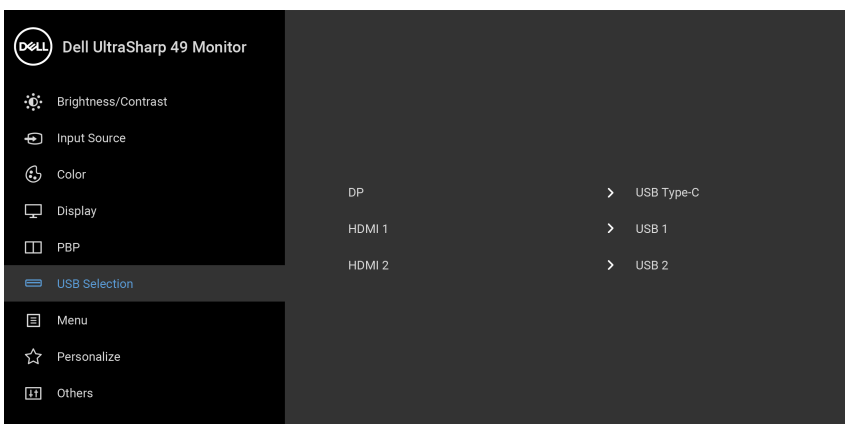 DELL Dell UltraSharp 49 Monitor
Brightness/Contrast
Input Source
Color
Display
PBP
USB Selection
Menu
Personalize
Others
DP USB Type-C
HDMI 1 USB 1
HDMI 2 USB 2